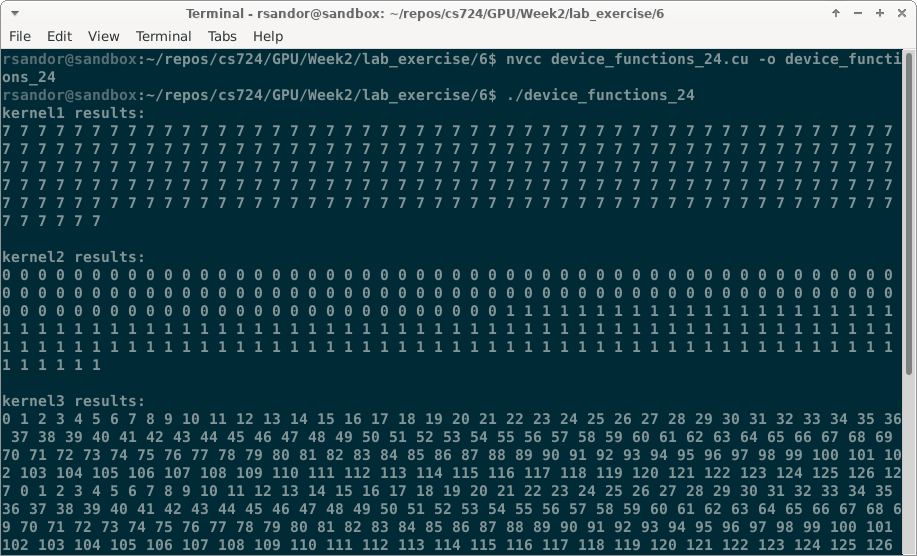 Terminal - rsandor@sandbox: ~/repos/cs724/GPU/Week2/lab_exercise/6
File Edit View Terminal Tabs Help
rsandor@sandbox:~/repos/cs724/GPU/Week2/lab_exercise/6$ nvcc device_functions_24.cu -o device_functi
ons_24
rsandor@sandbox:~/repos/cs724/GPU/Week2/lab_exercise/6$ ./device_functions_24
kernel1 results:
7 7 7 7 7 7 7 7 7 7 7 7 7 7 7 7 7 7 7 7 7 7 7 7 7 7 7 7 7 7 7 7 7 7 7 7 7 7 7 7 7 7 7 7 7 7 7 7 7 7
7 7 7 7 7 7 7 7 7 7 7 7 7 7 7 7 7 7 7 7 7 7 7 7 7 7 7 7 7 7 7 7 7 7 7 7 7 7 7 7 7 7 7 7 7 7 7 7 7 7
7 7 7 7 7 7 7 7 7 7 7 7 7 7 7 7 7 7 7 7 7 7 7 7 7 7 7 7 7 7 7 7 7 7 7 7 7 7 7 7 7 7 7 7 7 7 7 7 7 7
7 7 7 7 7 7 7 7 7 7 7 7 7 7 7 7 7 7 7 7 7 7 7 7 7 7 7 7 7 7 7 7 7 7 7 7 7 7 7 7 7 7 7 7 7 7 7 7 7 7
7 7 7 7 7 7 7 7 7 7 7 7 7 7 7 7 7 7 7 7 7 7 7 7 7 7 7 7 7 7 7 7 7 7 7 7 7 7 7 7 7 7 7 7 7 7 7 7 7 7
7 7 7 7 7 7
kernel2 results:
0 0 0 0 0 0 0 0 0 0 0 0 0 0 0 0 0 0 0 0 0 0 0 0 0 0 0 0 0 0 0 0 0 0 0 0 0 0 0 0 0 0 0 0 0 0 0 0 0 0
0 0 0 0 0 0 0 0 0 0 0 0 0 0 0 0 0 0 0 0 0 0 0 0 0 0 0 0 0 0 0 0 0 0 0 0 0 0 0 0 0 0 0 0 0 0 0 0 0 0
0 0 0 0 0 0 0 0 0 0 0 0 0 0 0 0 0 0 0 0 0 0 0 0 0 0 0 0 1 1 1 1 1 1 1 1 1 1 1 1 1 1 1 1 1 1 1 1 1 1
1 1 1 1 1 1 1 1 1 1 1 1 1 1 1 1 1 1 1 1 1 1 1 1 1 1 1 1 1 1 1 1 1 1 1 1 1 1 1 1 1 1 1 1 1 1 1 1 1 1
1 1 1 1 1 1 1 1 1 1 1 1 1 1 1 1 1 1 1 1 1 1 1 1 1 1 1 1 1 1 1 1 1 1 1 1 1 1 1 1 1 1 1 1 1 1 1 1 1 1
1 1 1 1 1 1
kernel3 results:
0 1 2 3 4 5 6 7 8 9 10 11 12 13 14 15 16 17 18 19 20 21 22 23 24 25 26 27 28 29 30 31 32 33 34 35 36
37 38 39 40 41 42 43 44 45 46 47 48 49 50 51 52 53 54 55 56 57 58 59 60 61 62 63 64 65 66 67 68 69
70 71 72 73 74 75 76 77 78 79 80 81 82 83 84 85 86 87 88 89 90 91 92 93 94 95 96 97 98 99 100 101 10
2 103 104 105 106 107 108 109 110 111 112 113 114 115 116 117 118 119 120 121 122 123 124 125 126 12
7 0 1 2 3 4 5 6 7 8 9 10 11 12 13 14 15 16 17 18 19 20 21 22 23 24 25 26 27 28 29 30 31 32 33 34 35
36 37 38 39 40 41 42 43 44 45 46 47 48 49 50 51 52 53 54 55 56 57 58 59 60 61 62 63 64 65 66 67 68 6
9 70 71 72 73 74 75 76 77 78 79 80 81 82 83 84 85 86 87 88 89 90 91 92 93 94 95 96 97 98 99 100 101
102 103 104 105 106 107 108 109 110 111 112 113 114 115 116 117 118 119 120 121 122 123 124 125 126